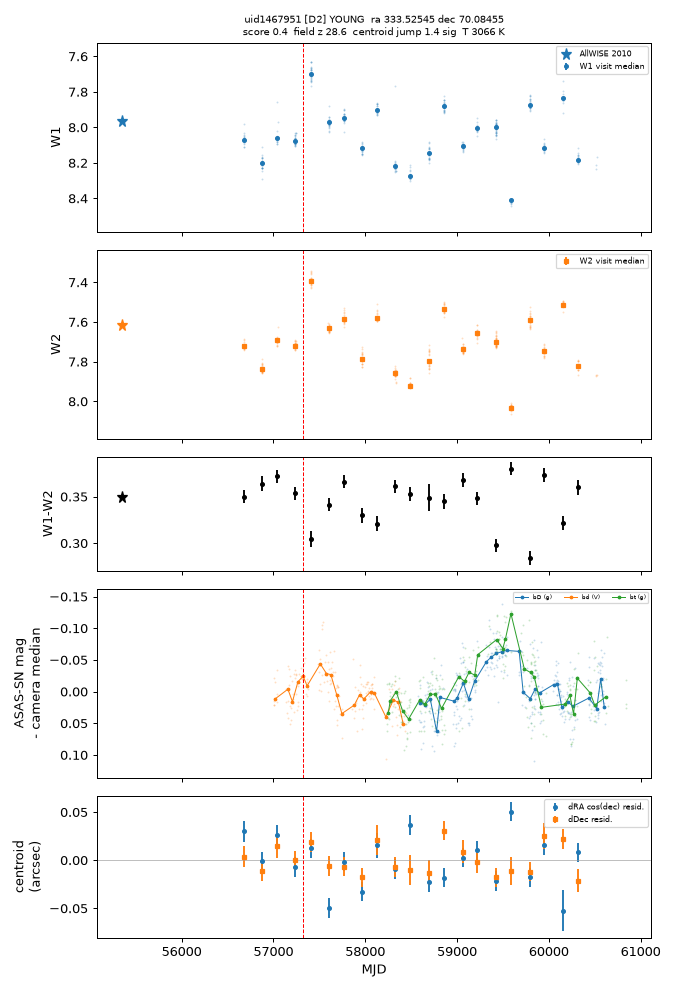 uid1467951 [D2] YOUNG  ra 333.52545 dec 70.08455
score 0.4  field z 28.6  centroid jump 1.4 sig  T 3066 K
AllWISE 2010
W1 visit median
7.6
7.8
8.0
8.2
8.4
W1
W2 visit median
7.4
7.6
7.8
8.0
W2
0.35
0.30
W1-W2
bD (g)
bd (V)
bt (g)
−0.15
−0.10
−0.05
0.00
0.05
0.10
ASAS-SN mag
- camera median
dRA cos(dec) resid.
dDec resid.
0.05
0.00
−0.05
centroid
(arcsec)
56000
57000
58000
59000
60000
61000
MJD